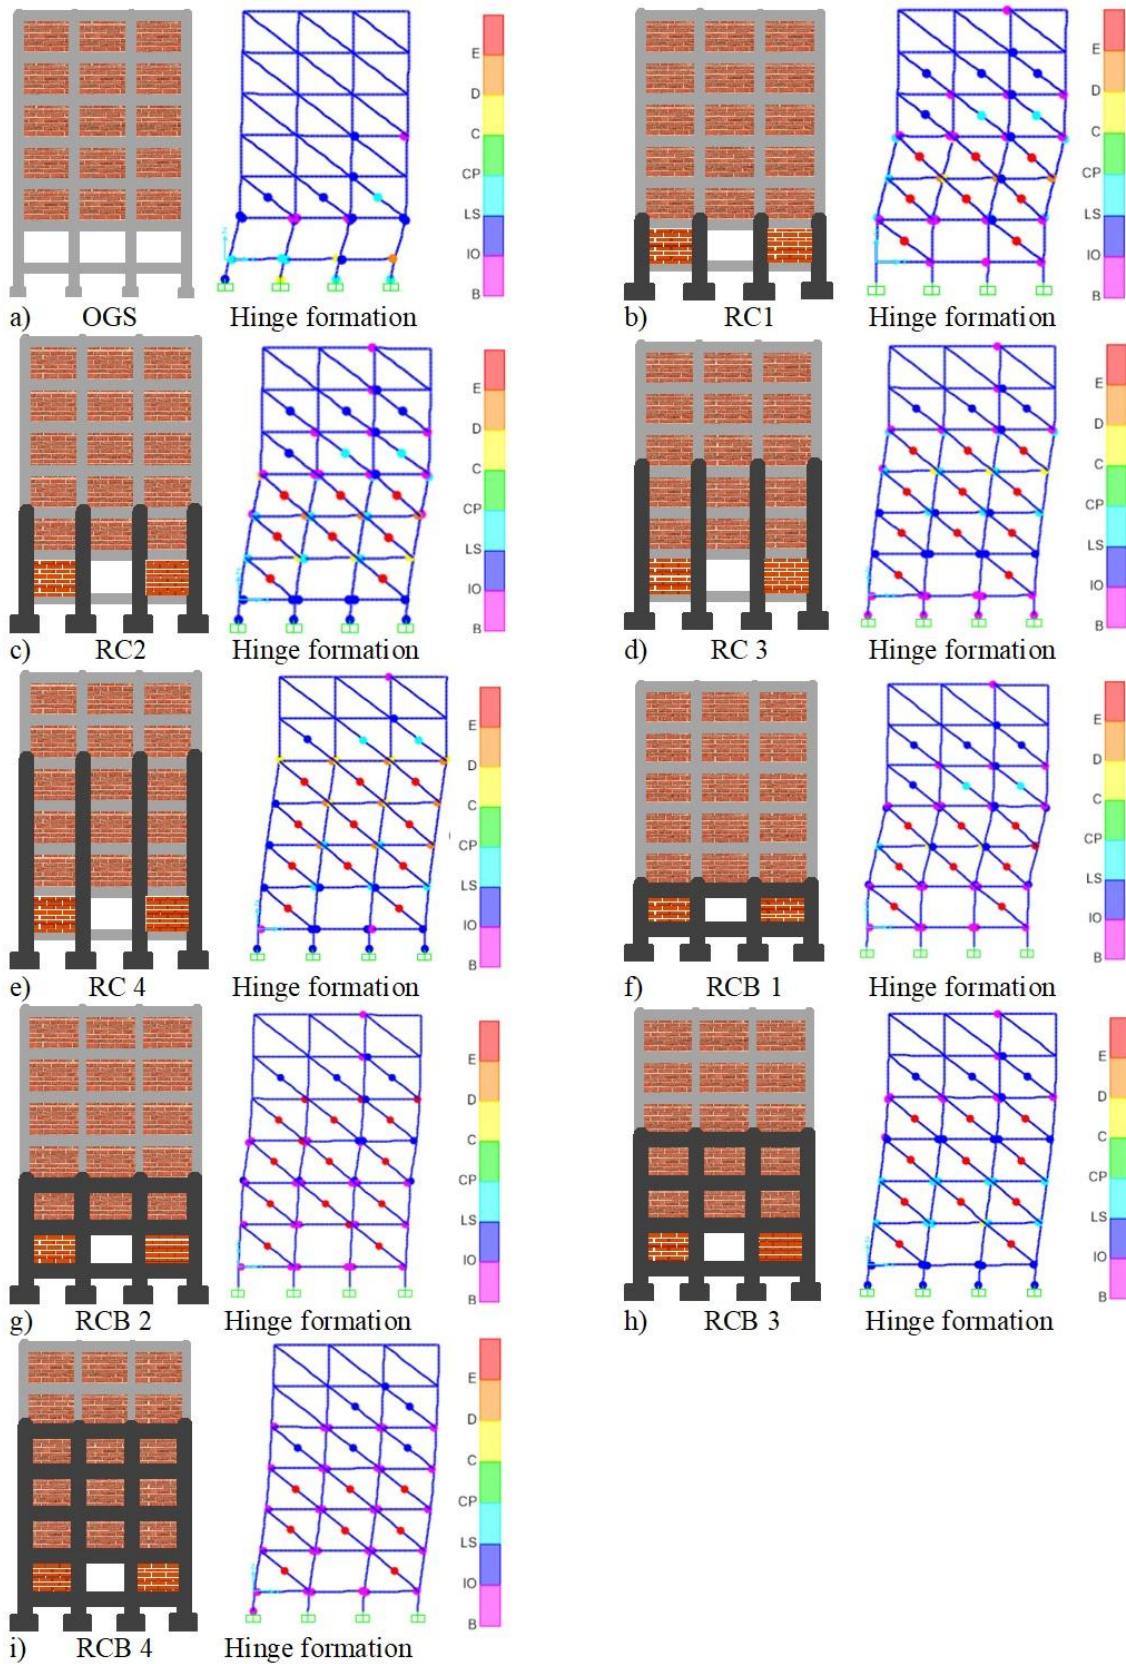 E
D
C
CP
LS
IO
B
a) OGS Hinge formation
E
D
C
CP
LS
IO
B
b) RC1 Hinge formation
E
D
C
CP
LS
IO
B
c) RC2 Hinge formation
E
D
C
CP
LS
IO
B
d) RC 3 Hinge formation
E
D
C
CP
LS
IO
B
e) RC 4 Hinge formation
E
D
C
CP
LS
IO
B
f) RCB 1 Hinge formation
E
D
C
CP
LS
IO
B
g) RCB 2 Hinge formation
E
D
C
CP
LS
IO
B
h) RCB 3 Hinge formation
E
D
C
CP
LS
IO
B
i) RCB 4 Hinge formation